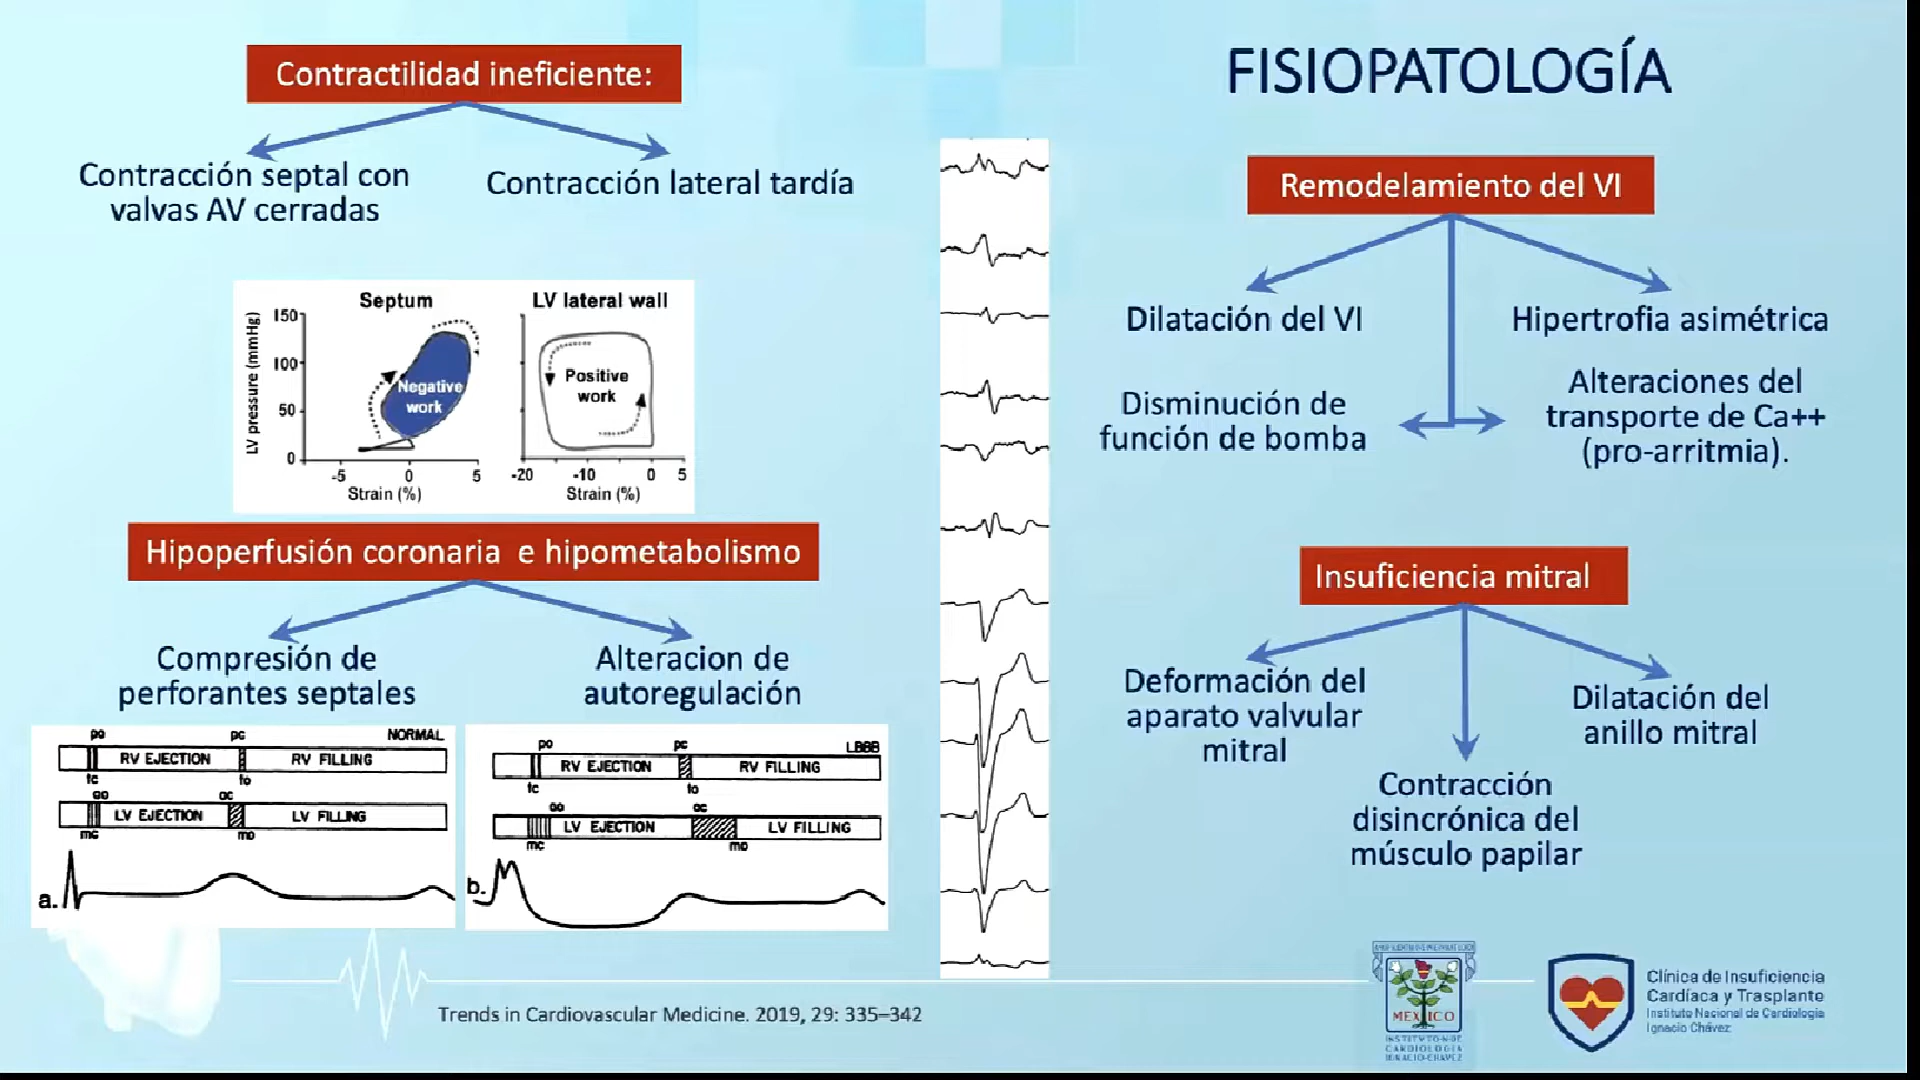 Contractilidad ineficiente:
Contracción septal con
valvas AV cerradas
Contracción lateral tardía
Septum
LV lateral wall
LV pressure (mmHg)
150
100
50
0
Negative
work
Positive
work
-5
0
5
-20
-10
0
5
Strain (%)
Strain (%)
Hipoperfusión coronaria e hipometabolismo
Compresión de
perforantes septales
Alteracion de
autoregulación
po
pc
NORMAL
RV EJECTION
RV FILLING
tc
to
ao
ac
LV EJECTION
LV FILLING
mc
mo
a.
po
pc
LBBB
RV EJECTION
RV FILLING
tc
to
ao
ac
LV EJECTION
LV FILLING
mc
mo
b.
FISIOPATOLOGÍA
Remodelamiento del VI
Dilatación del VI
Hipertrofia asimétrica
Disminución de
función de bomba
Alteraciones del
transporte de Ca++
(pro-arritmia).
Insuficiencia mitral
Deformación del
aparato valvular
mitral
Contracción
disincrónica del
músculo papilar
Dilatación del
anillo mitral
Trends in Cardiovascular Medicine. 2019, 29: 335–342
MEXICO
INSTITVTO·N·DE
CARDIOLOGIA
IGNACIO·CHAVEZ
Clínica de Insuficiencia
Cardíaca y Trasplante
Instituto Nacional de Cardiología
Ignacio Chávez